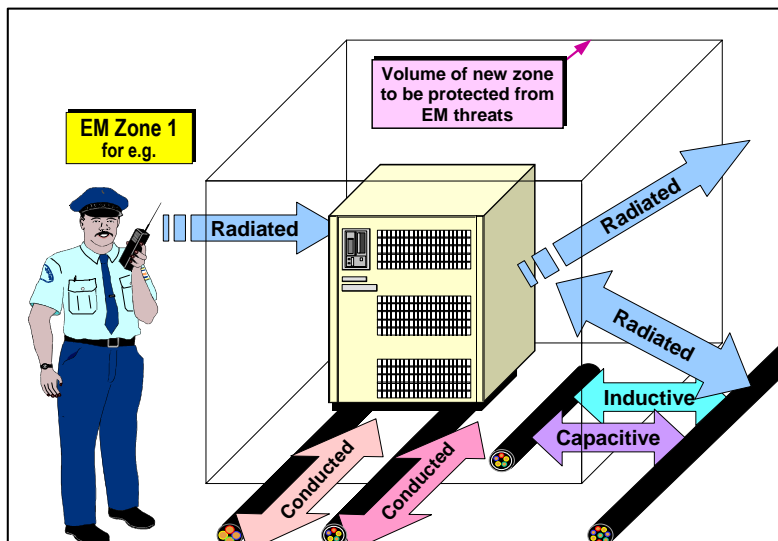 Volume of new zone
to be protected from
EM threats
EM Zone 1
for e.g.
Radiated
Radiated
Radiated
Inductive
Capacitive
Conducted
Conducted